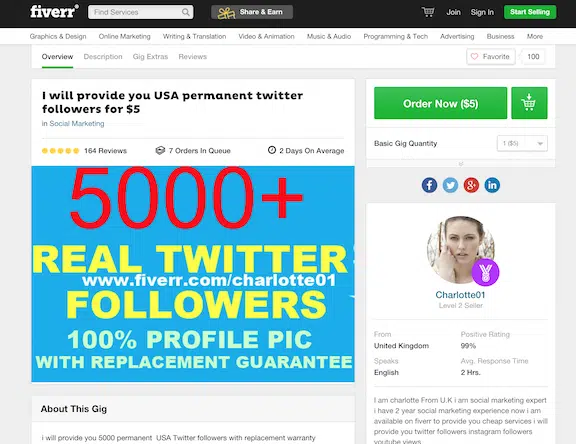 fiverr
Find Services
Share & Earn
Join
Sign In
Start Selling
Graphics & Design
Online Marketing
Writing & Translation
Video & Animation
Music & Audio
Programming & Tech
Advertising
Business
More
Overview
Description
Gig Extras
Reviews
Favorite
100
I will provide you USA permanent twitter
followers for $5
in Social Marketing
164 Reviews
7 Orders In Queue
2 Days On Average
5000+
REAL TWITTER
www.fiverr.com/charlotte01
FOLLOWERS
100% PROFILE PIC
WITH REPLACEMENT GUARANTEE
About This Gig
i will provide you 5000 permanent USA Twitter followers with replacement warranty
Order Now ($5)
Basic Gig Quantity
1 ($5)
Charlotte01
Level 2 Seller
From
Positive Rating
United Kingdom
99%
Speaks
Avg. Response Time
English
2 Hrs.
I am charlotte From U.K i am social marketing expert
i have 2 year social marketing experience now i am
available on fiverr to provide you cheap services i will
provide you twitter followers instagram followers
youtube views